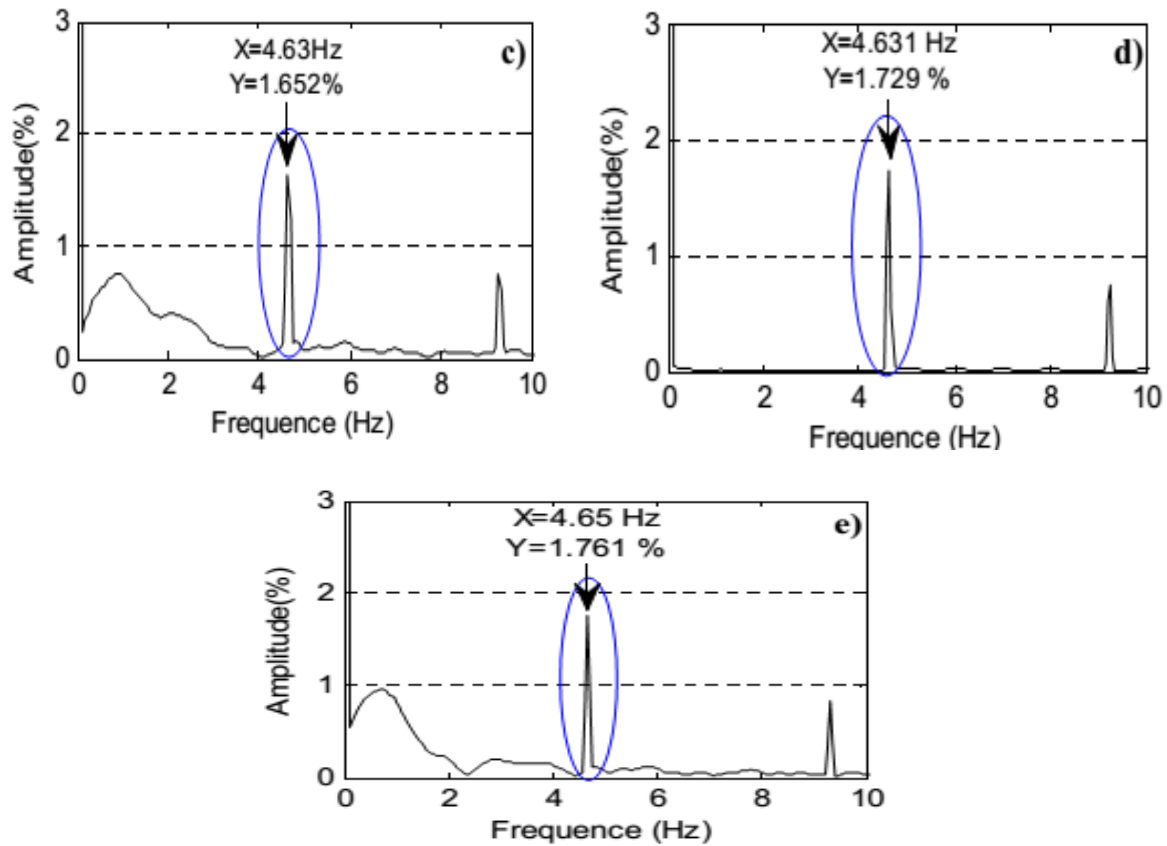 3
X=4.63Hz
c)
Y=1.652%
2
1
0
Amplitude(%)
0 2 4 6 8 10
Frequence (Hz)
3
X=4.631 Hz
d)
Y=1.729 %
2
1
0
Amplitude(%)
0 2 4 6 8 10
Frequence (Hz)
3
X=4.65 Hz
e)
Y=1.761 %
2
1
0
Amplitude(%)
0 2 4 6 8 10
Frequence (Hz)